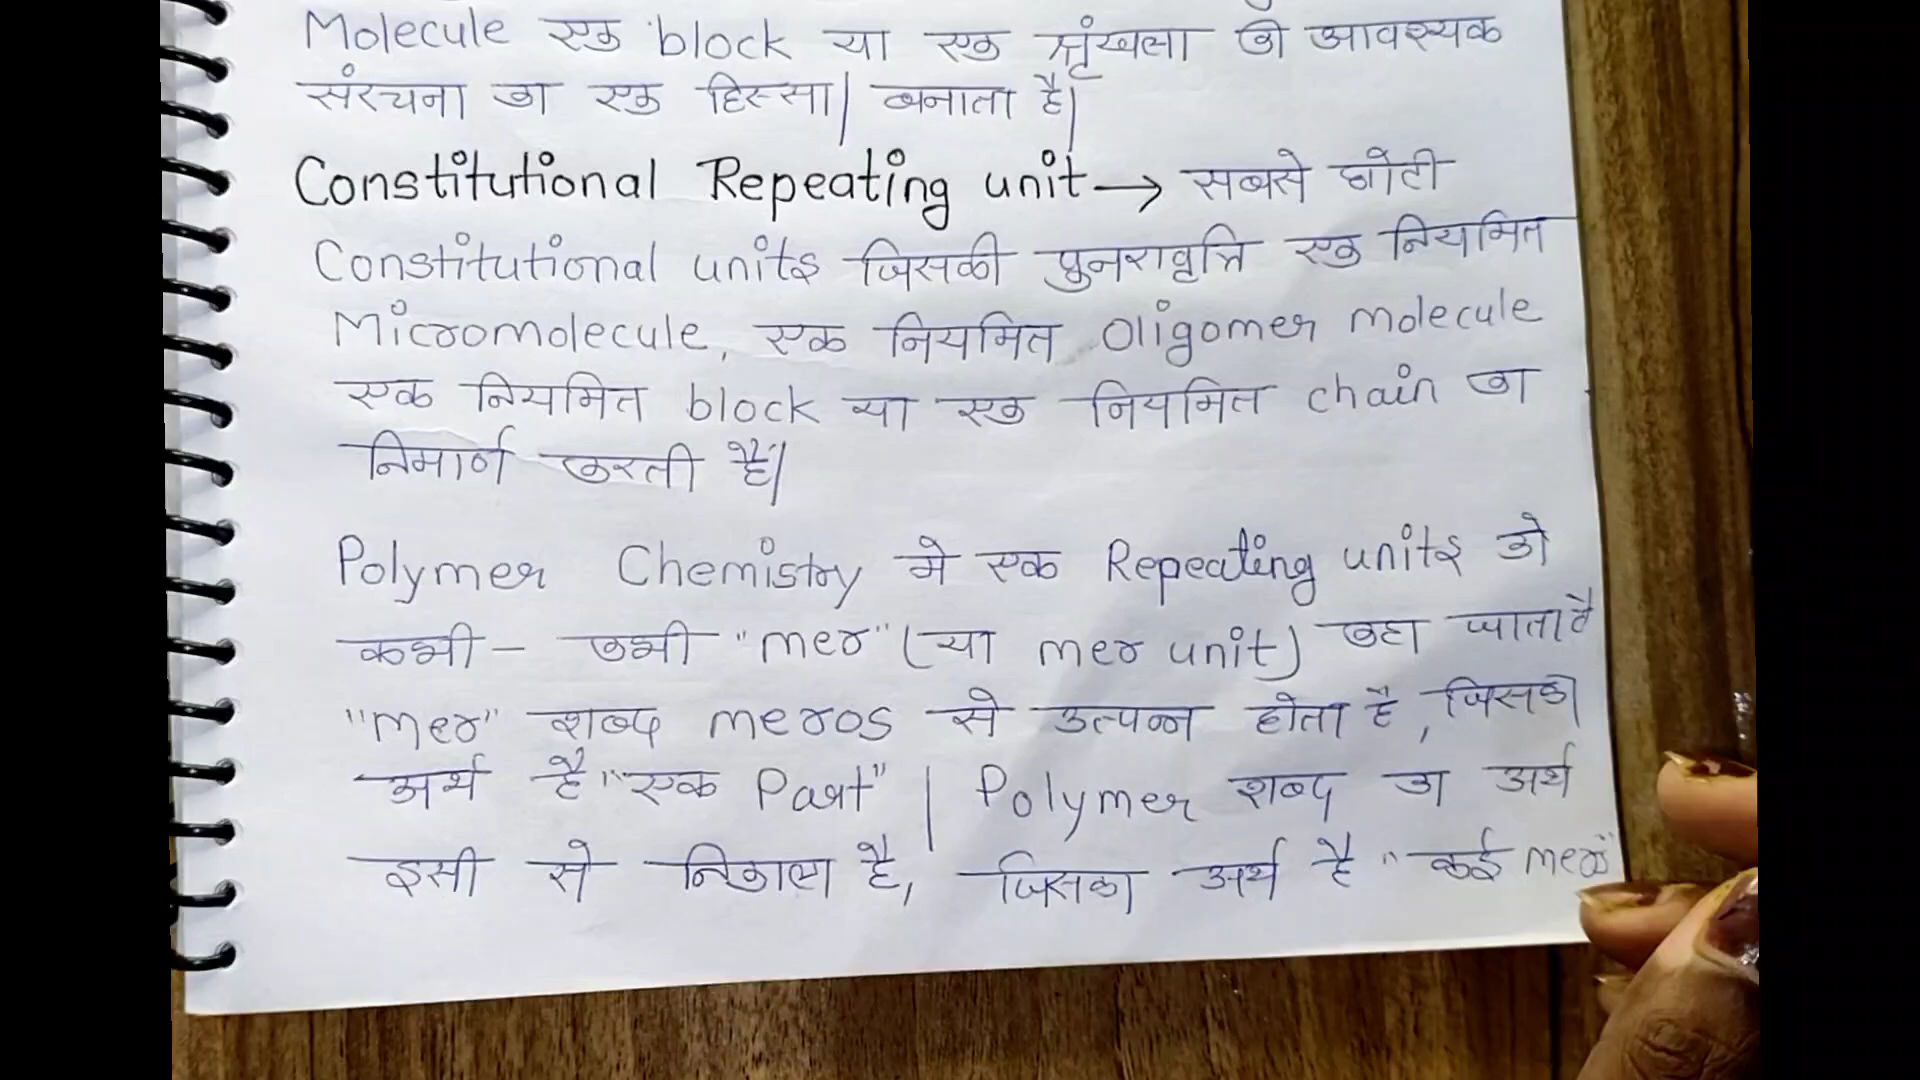 Molecule एक block या एक श्रृंखला की आवश्यक
संरचना का एक हिस्सा| बनाता है|
Constitutional Repeating unit → सबसे छोटी
Constitutional units जिसकी पुनरावृत्ति एक नियमित
Micromolecule, एक नियमित Oligomer molecule
एक नियमित block या एक नियमित chain का
निमार्ण करती है|
Polymer Chemistry मे एक Repeating units को
कभी - कभी "mer" (या mer unit) कहा जाता है
"mer" शब्द meros से उत्पन्न होता है, जिसका
अर्थ है "एक Part" | Polymer शब्द का अर्थ
इसी से निकाला है, जिसका अर्थ है "कई mers"